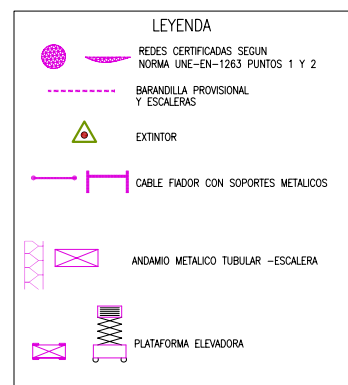 LEYENDA
REDES CERTIFICADAS SEGUN
NORMA UNE-EN-1263 PUNTOS 1 Y 2
BARANDILLA PROVISIONAL
Y ESCALERAS
EXTINTOR
CABLE FIADOR CON SOPORTES METALICOS
ANDAMIO METALICO TUBULAR -ESCALERA
PLATAFORMA ELEVADORA